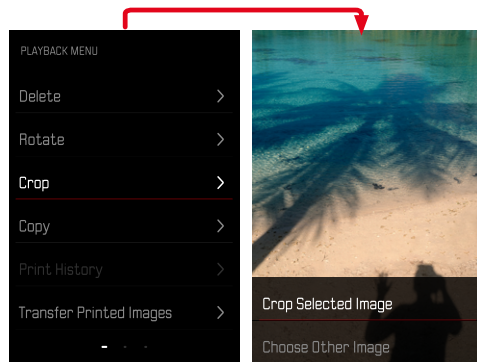 PLAYBACK MENU
Delete
Rotate
Crop
Copy
Print History
Transfer Printed Images
Crop Selected Image
Choose Other Image